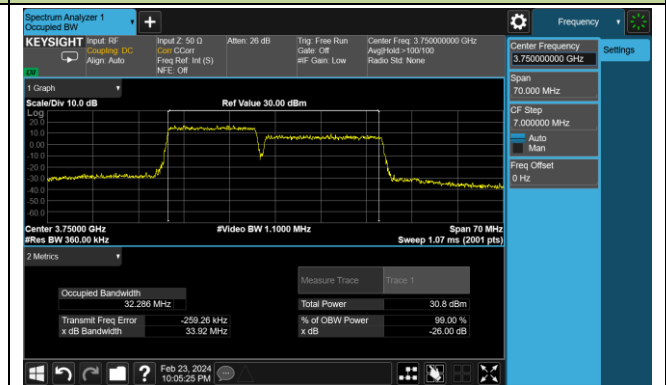 Spectrum Analyzer 1
Occupied BW
+
Frequency
KEYSIGHT
Input: RF
Coupling: DC
Align: Auto
Input Z: 50 Ω
Corr CCorr
Freq Ref: Int (S)
NFE: Off
Atten: 26 dB
Trig: Free Run
Gate: Off
#IF Gain: Low
Center Freq: 3.750000000 GHz
Avg|Hold:>100/100
Radio Std: None
Center Frequency
3.750000000 GHz
Settings
Span
70.000 MHz
CF Step
7.000000 MHz
Auto
Man
Freq Offset
0 Hz
1 Graph
Scale/Div 10.0 dB
Ref Value 30.00 dBm
Log
20.0
10.0
0.00
-10.0
-20.0
-30.0
-40.0
-50.0
-60.0
Center 3.75000 GHz
#Video BW 1.1000 MHz
Span 70 MHz
#Res BW 360.00 kHz
Sweep 1.07 ms (2001 pts)
2 Metrics
Measure Trace
Trace 1
Occupied Bandwidth
32.286 MHz
Total Power
30.8 dBm
Transmit Freq Error
-259.26 kHz
% of OBW Power
99.00 %
x dB Bandwidth
33.92 MHz
x dB
-26.00 dB
?
Feb 23, 2024
10:05:25 PM